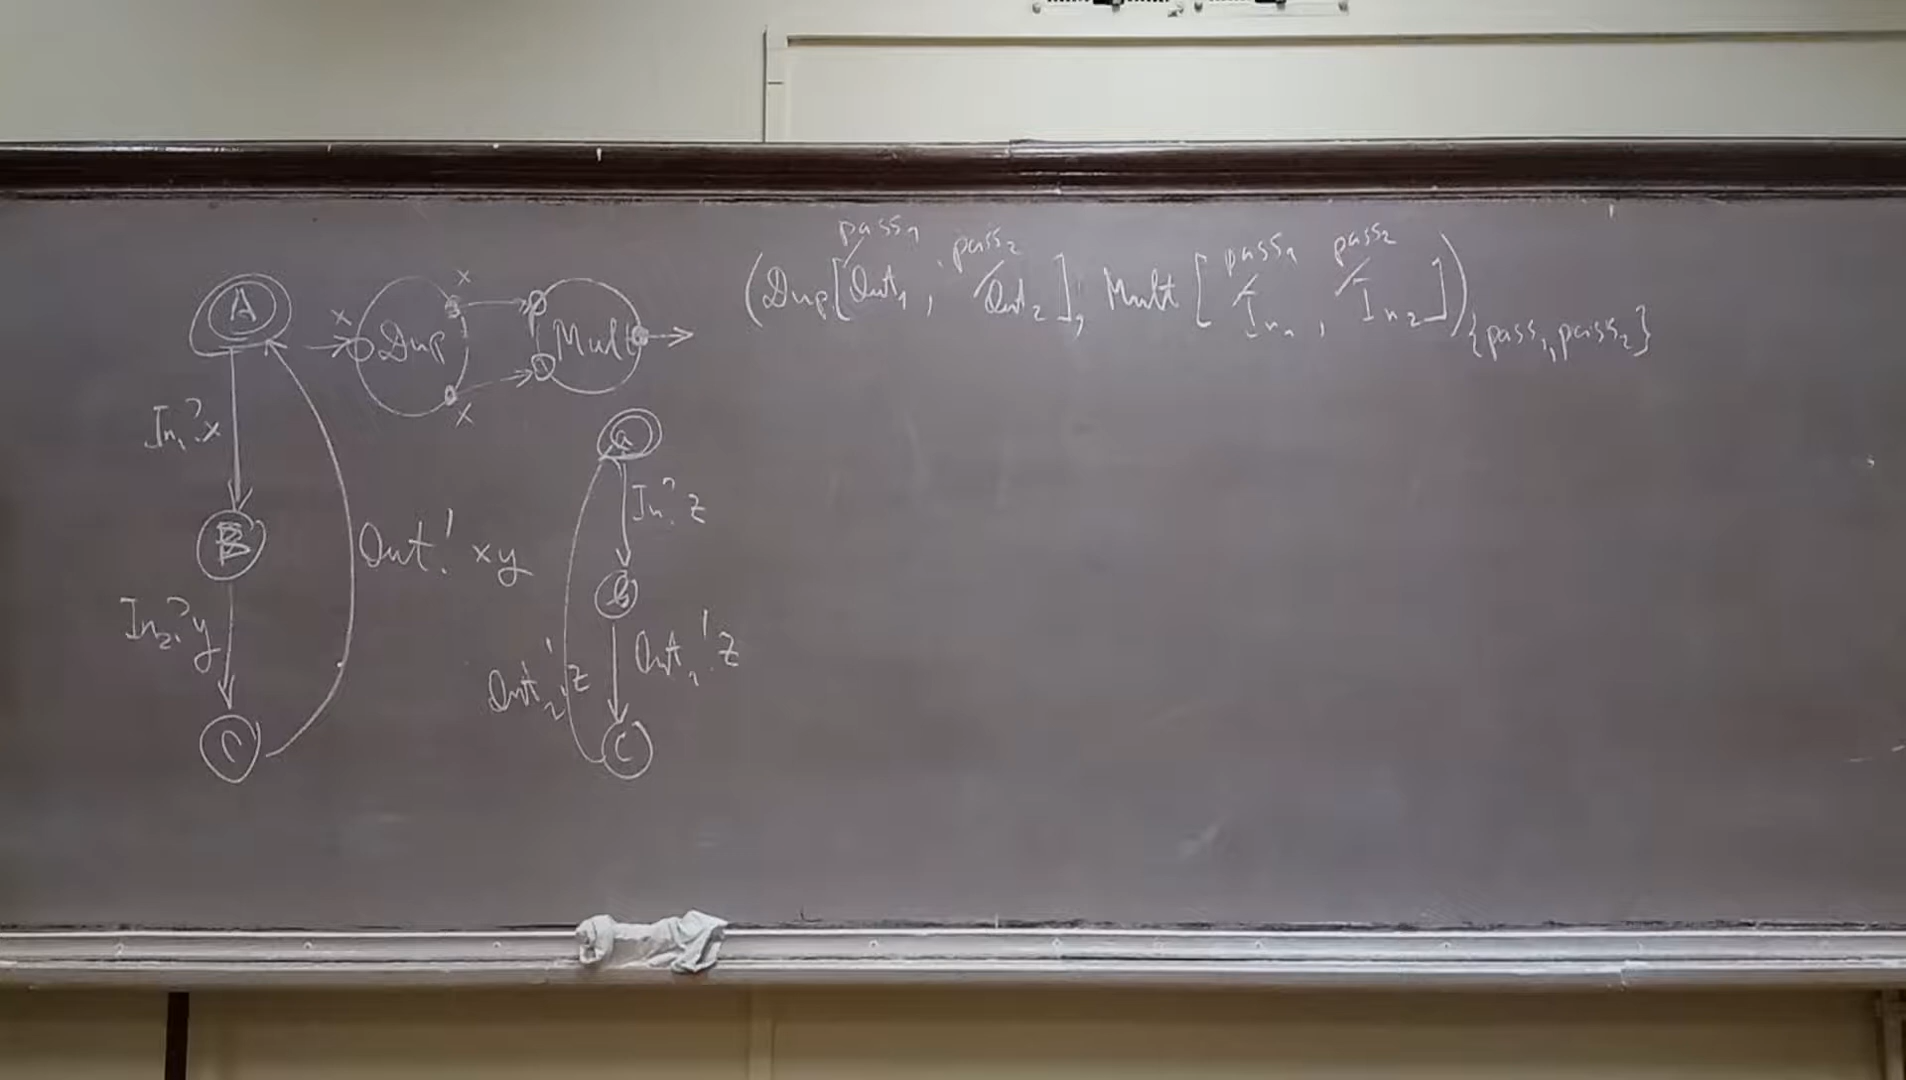 (Dup[pass₁/Out₁, pass₂/Out₂], Mult[pass₁/In₁, pass₂/In₂]){pass₁, pass₂}
A
x
x
Dup
x
Mult
In₁?x
a
In?z
B
Out!xy
b
In₂?y
Out₁!z
Out₂!z
C
c